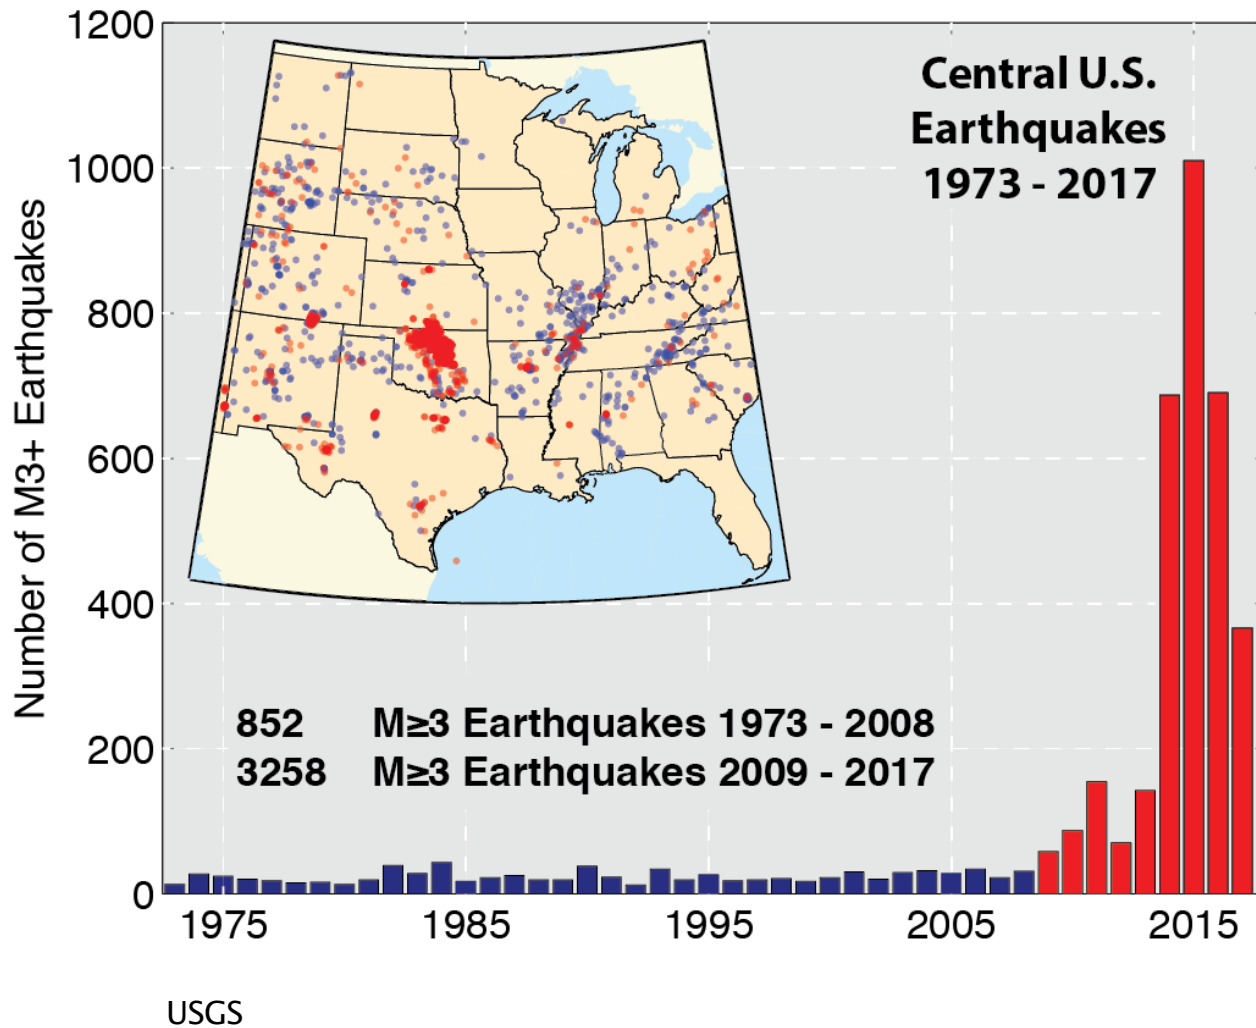 1200
1000
800
600
400
200
0
Number of M3+ Earthquakes
Central U.S.
Earthquakes
1973 - 2017
852 M≥3 Earthquakes 1973 - 2008
3258 M≥3 Earthquakes 2009 - 2017
1975 1985 1995 2005 2015
USGS